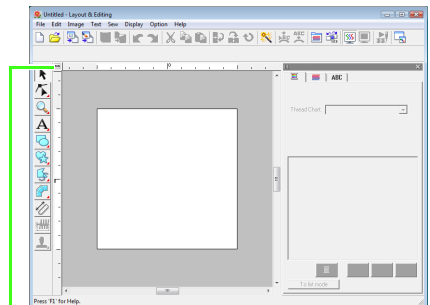 Untitled - Layout & Editing
File Edit Image Text Sew Display Option Help
ABC
ABC
Thread Chart
A
To list mode
Press 'F1' for Help.